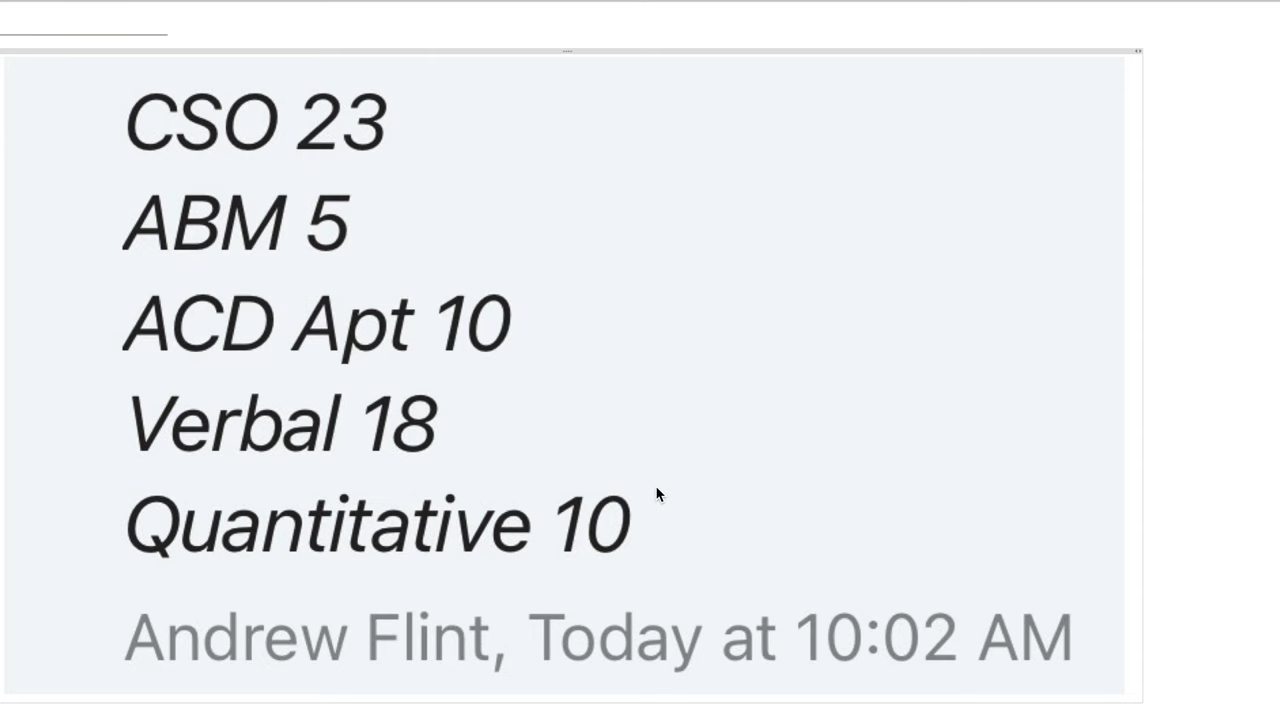 CSO 23
ABM 5
ACD Apt 10
Verbal 18
Quantitative 10
Andrew Flint, Today at 10:02 AM